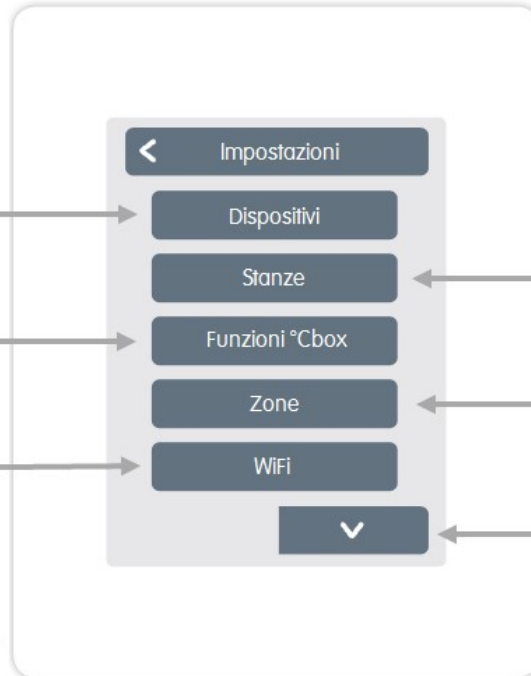 Impostazioni
Dispositivi
Stanze
Funzioni °Cbox
Zone
WiFi